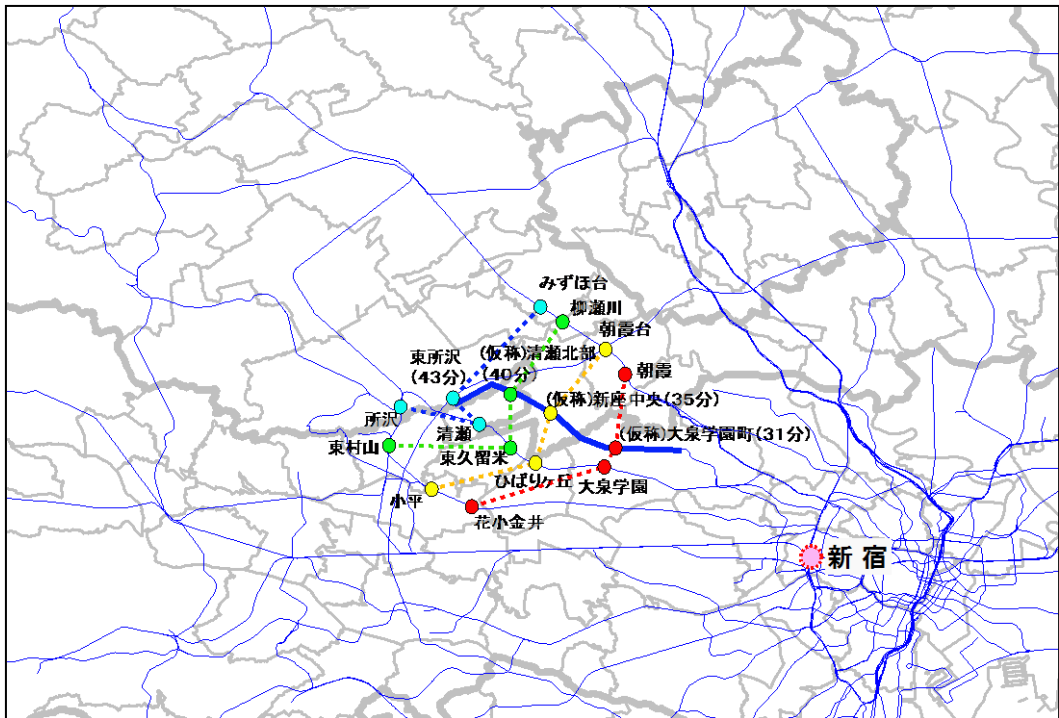 みずほ台
柳瀬川
朝霞台
東所沢
(43分)
(仮称)清瀬北部
(40分)
朝霞
(仮称)新座中央(35分)
所沢
清瀬
(仮称)大泉学園町(31分)
東村山
東久留米
ひばりヶ丘
大泉学園
小平
花小金井
新宿